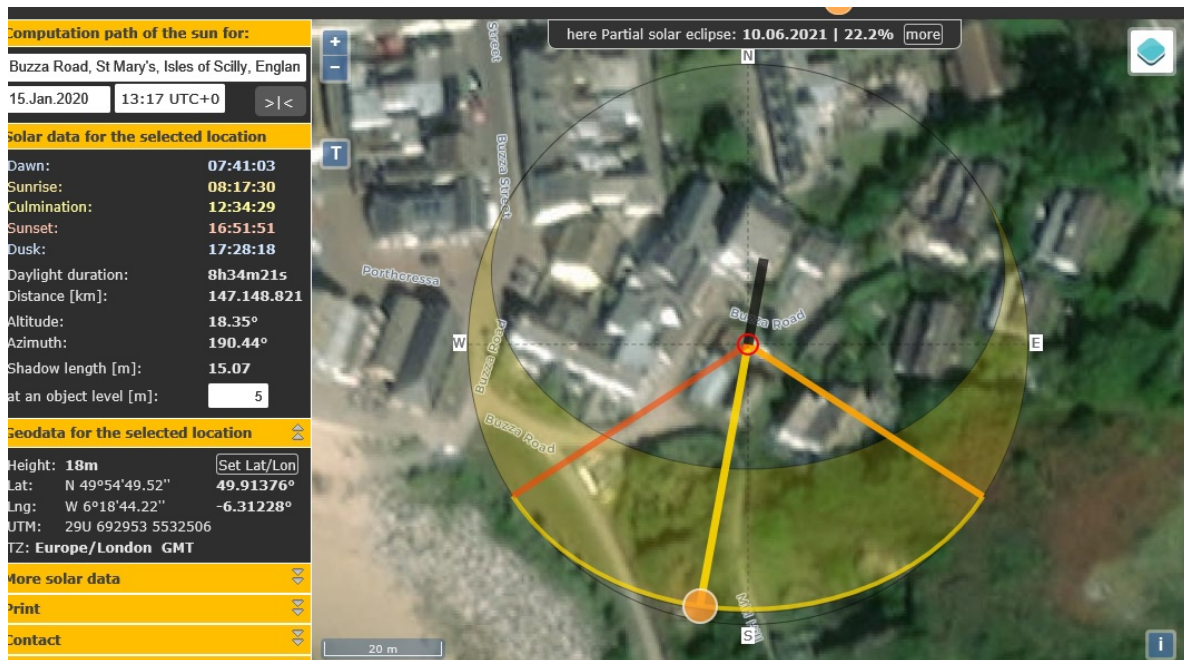 Computation path of the sun for:
Buzza Road, St Mary's, Isles of Scilly, Englan
15.Jan.2020 13:17 UTC+0 >|<
Solar data for the selected location
Dawn: 07:41:03
Sunrise: 08:17:30
Culmination: 12:34:29
Sunset: 16:51:51
Dusk: 17:28:18
Daylight duration: 8h34m21s
Distance [km]: 147.148.821
Altitude: 18.35°
Azimuth: 190.44°
Shadow length [m]: 15.07
at an object level [m]: 5
Geodata for the selected location
Height: 18m Set Lat/Lon
Lat: N 49°54'49.52'' 49.91376°
Lng: W 6°18'44.22'' -6.31228°
UTM: 29U 692953 5532506
TZ: Europe/London GMT
More solar data
Print
Contact
+
−
T
here Partial solar eclipse: 10.06.2021 | 22.2% more
N
Street
Buzza Street
Porthcressa
Buzza Road
W
E
Buzza Road
Buzza Road
S
20 m
i